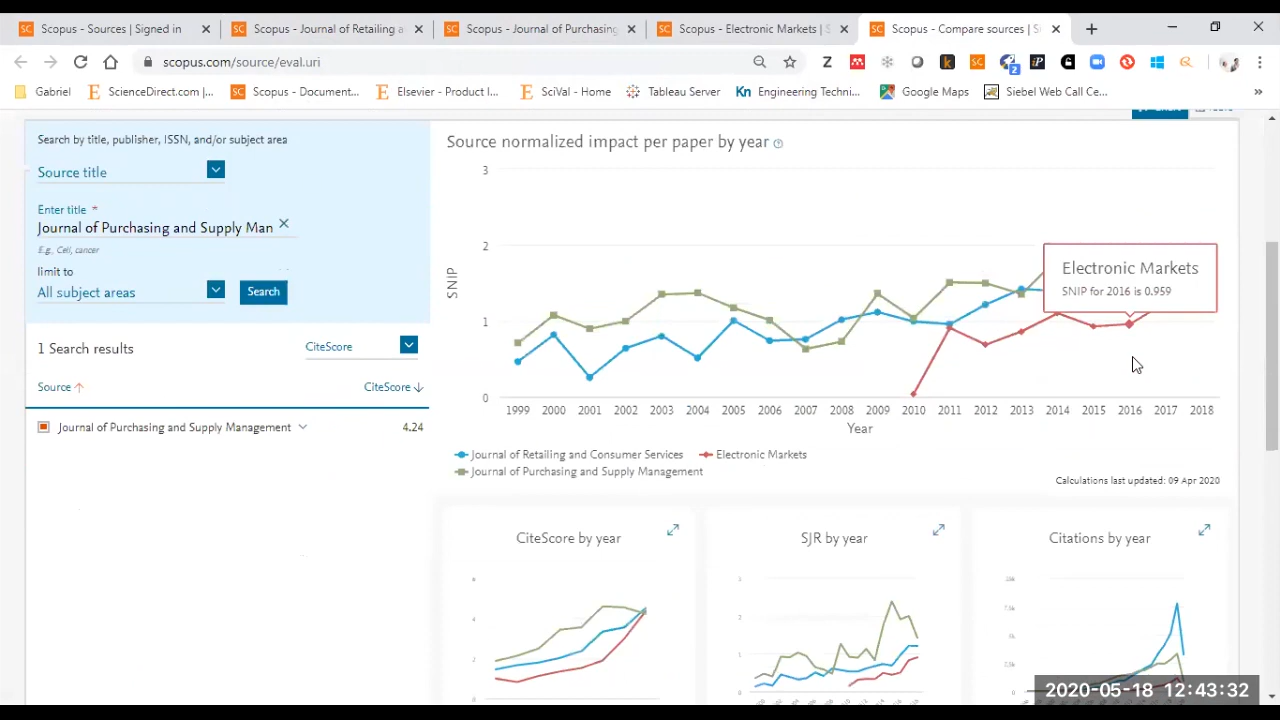 Scopus - Sources | Signed in
Scopus - Journal of Retailing a
Scopus - Journal of Purchasing
Scopus - Electronic Markets | S
Scopus - Compare sources | Si
scopus.com/source/eval.uri
Gabriel
ScienceDirect.com |...
Scopus - Document...
Elsevier - Product I...
SciVal - Home
Tableau Server
Engineering Techni...
Google Maps
Siebel Web Call Ce...
Search by title, publisher, ISSN, and/or subject area
Source title
Enter title *
Journal of Purchasing and Supply Man
E.g., Cell, cancer
limit to
All subject areas
Search
1 Search results
CiteScore
Source
CiteScore
Journal of Purchasing and Supply Management
4.24
Source normalized impact per paper by year
3
2
1
0
SNIP
Electronic Markets
SNIP for 2016 is 0.959
1999 2000 2001 2002 2003 2004 2005 2006 2007 2008 2009 2010 2011 2012 2013 2014 2015 2016 2017 2018
Year
Journal of Retailing and Consumer Services
Electronic Markets
Journal of Purchasing and Supply Management
Calculations last updated: 09 Apr 2020
CiteScore by year
SJR by year
Citations by year
2020-05-18 12:43:32